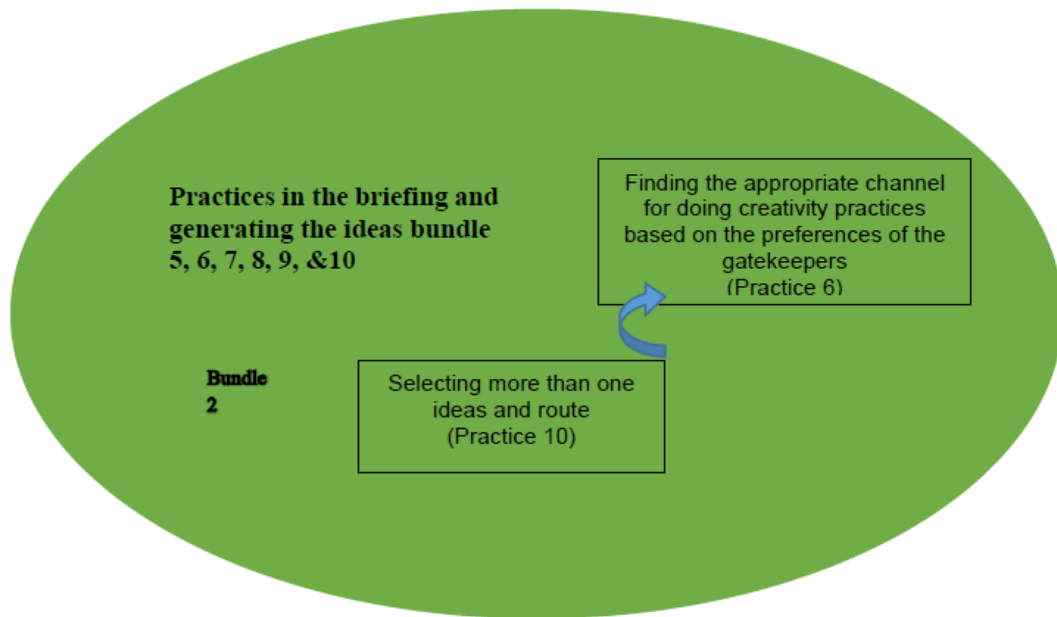 Practices in the briefing and
generating the ideas bundle
5, 6, 7, 8, 9, &10
Finding the appropriate channel
for doing creativity practices
based on the preferences of the
gatekeepers
(Practice 6)
Bundle
2
Selecting more than one
ideas and route
(Practice 10)